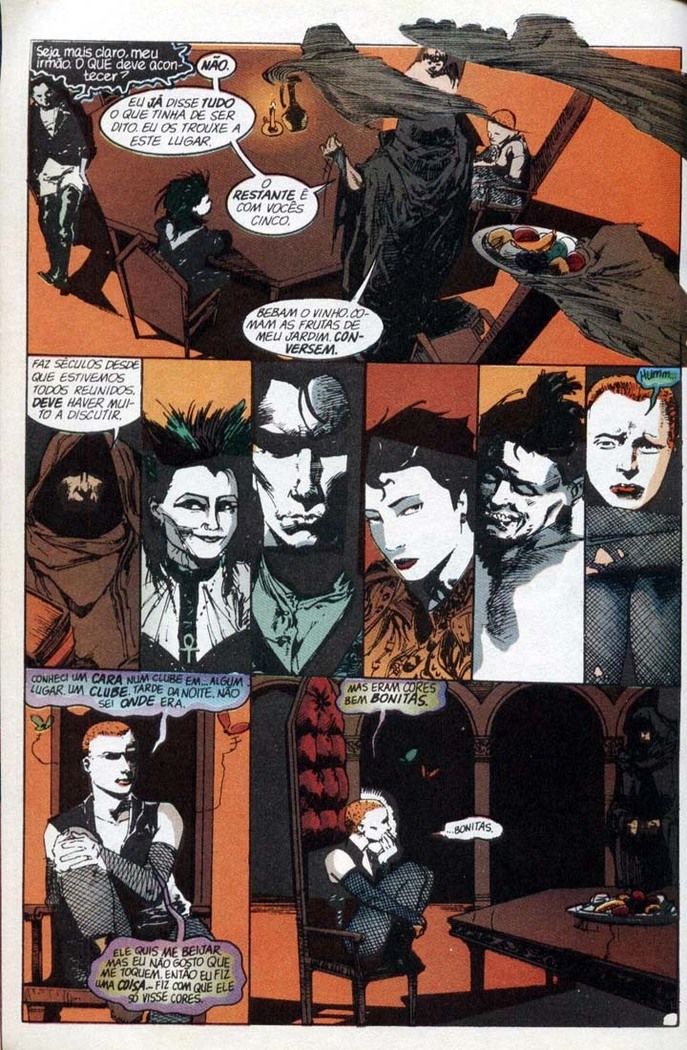 Seja mais claro, meu
irmão. O QUE deve acon-
tecer?
NÃO.
EU JÁ DISSE TUDO
O QUE TINHA DE SER
DITO. EU OS TROUXE A
ESTE LUGAR.
O
RESTANTE É
COM VOCÊS
CINCO.
BEBAM O VINHO. CO-
MAM AS FRUTAS DE
MEU JARDIM. CON-
VERSEM.
FAZ SÉCULOS DESDE
QUE ESTIVEMOS
TODOS REUNIDOS.
DEVE HAVER MUI-
TO A DISCUTIR.
Humm...
CONHECI UM CARA NUM CLUBE EM... ALGUM
LUGAR. UM CLUBE. TARDE DA NOITE. NÃO
SEI ONDE ERA.
ELE QUIS ME BEIJAR
MAS EU NÃO GOSTO QUE
ME TOQUEM. ENTÃO EU FIZ
UMA COISA... FIZ COM QUE ELE
SÓ VISSE CORES.
MAS ERAM CORES
BEM BONITAS.
...BONITAS.